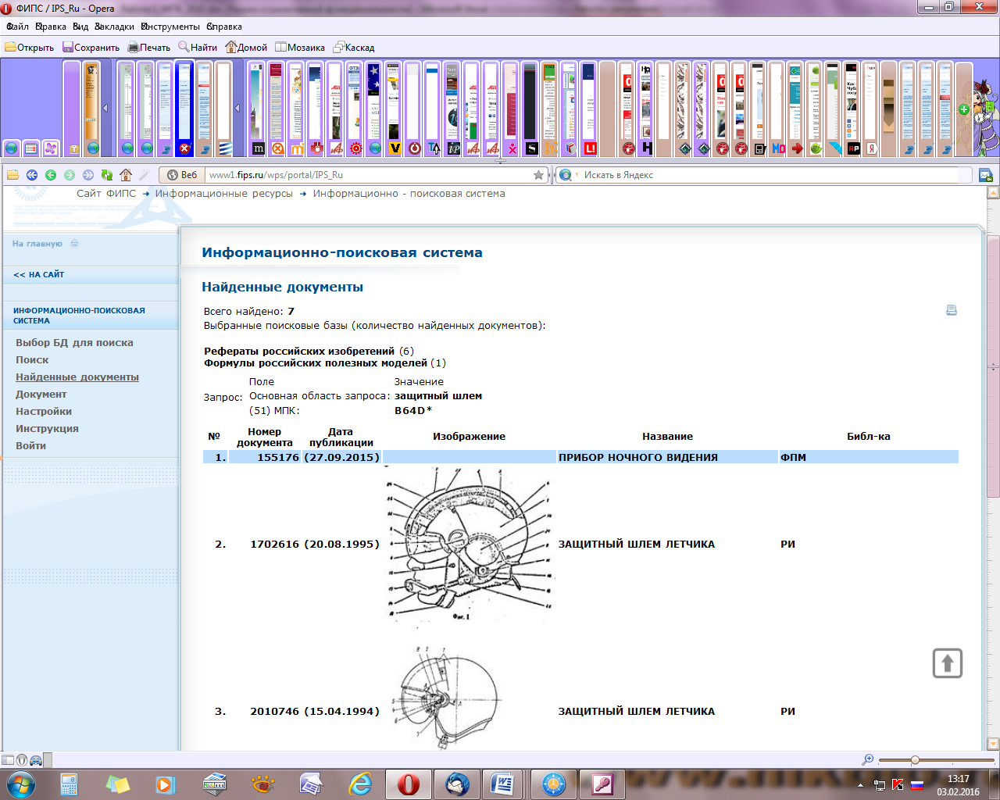 ФИПС / IPS_Ru - Opera
Файл Правка Вид Закладки Инструменты Справка
Открыть Сохранить Печать Найти Домой Мозаика Каскад
Веб www1.fips.ru/wps/portal/IPS_Ru Искать в Яндекс
Сайт ФИПС → Информационные ресурсы → Информационно - поисковая система
На главную
<< НА САЙТ
ИНФОРМАЦИОННО-ПОИСКОВАЯ
СИСТЕМА
Выбор БД для поиска
Поиск
Найденные документы
Документ
Настройки
Инструкция
Войти
Информационно-поисковая система
Найденные документы
Всего найдено: 7
Выбранные поисковые базы (количество найденных документов):
Рефераты российских изобретений (6)
Формулы российских полезных моделей (1)
Поле Значение
Запрос: Основная область запроса: защитный шлем
(51) МПК: B64D*
№ Номер документа Дата публикации Изображение Название Библ-ка
1. 155176 (27.09.2015) ПРИБОР НОЧНОГО ВИДЕНИЯ ФПМ
2. 1702616 (20.08.1995) ЗАЩИТНЫЙ ШЛЕМ ЛЕТЧИКА РИ
Фиг.1
3. 2010746 (15.04.1994) ЗАЩИТНЫЙ ШЛЕМ ЛЕТЧИКА РИ
13:17
03.02.2016